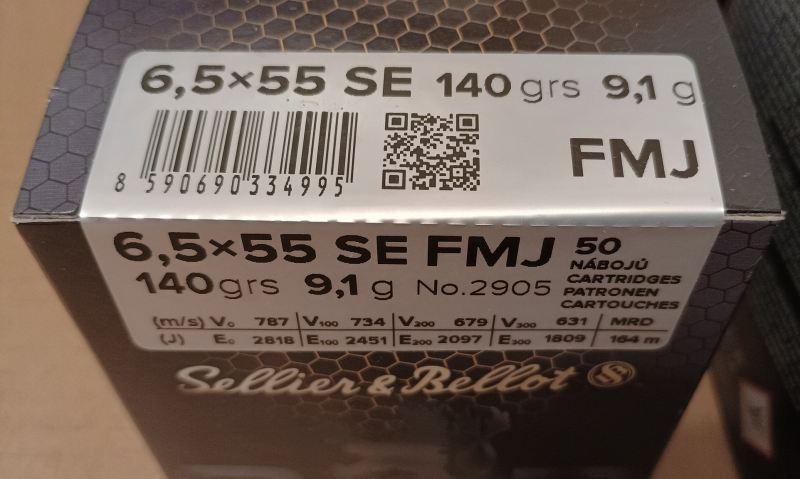 6,5×55 SE 140 grs 9,1 g
FMJ
8 590690 334995
6,5×55 SE FMJ 50
NÁBOJŮ
CARTRIDGES
PATRONEN
CARTOUCHES
140 grs 9,1 g No.2905
(m/s) V₀ 787 V₁₀₀ 734 V₂₀₀ 679 V₃₀₀ 631 MRD
(J) E₀ 2818 E₁₀₀ 2451 E₂₀₀ 2097 E₃₀₀ 1809 164 m
Sellier & Bellot